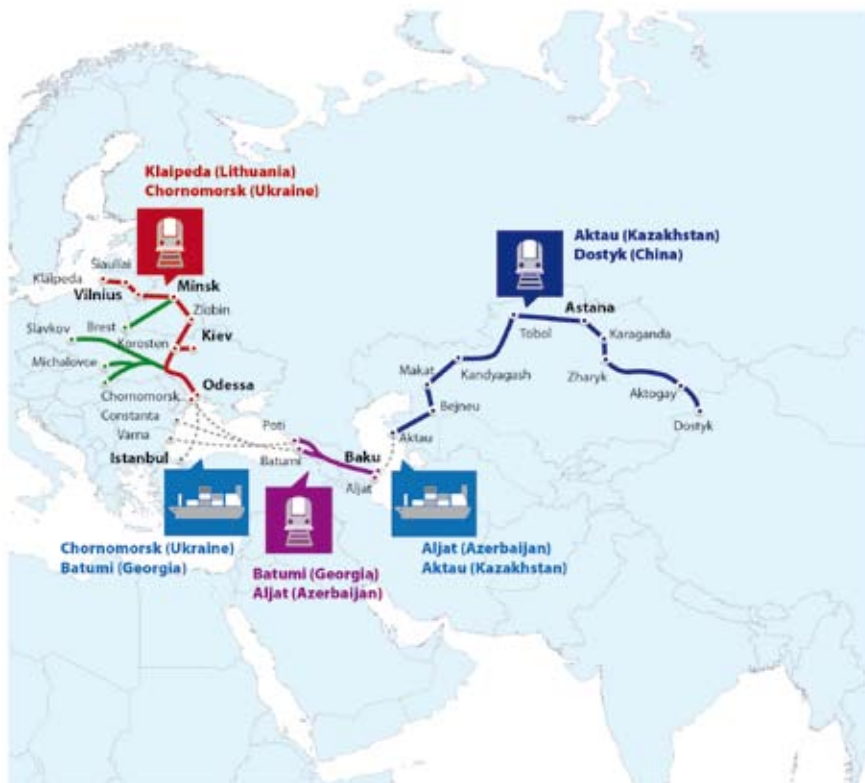 Klaipeda (Lithuania)
Chornomorsk (Ukraine)
Aktau (Kazakhstan)
Dostyk (China)
Šiauliai
Klaipeda
Vilnius
Minsk
Zlobin
Slavkov
Brest
Korosten
Kiev
Michalovce
Odessa
Chornomorsk
Constanta
Varna
Istanbul
Poti
Batumi
Baku
Aljat
Aktau
Bejneu
Makat
Kandyagash
Tobol
Astana
Karaganda
Zharyk
Aktogay
Dostyk
Chornomorsk (Ukraine)
Batumi (Georgia)
Batumi (Georgia)
Aljat (Azerbaijan)
Aljat (Azerbaijan)
Aktau (Kazakhstan)